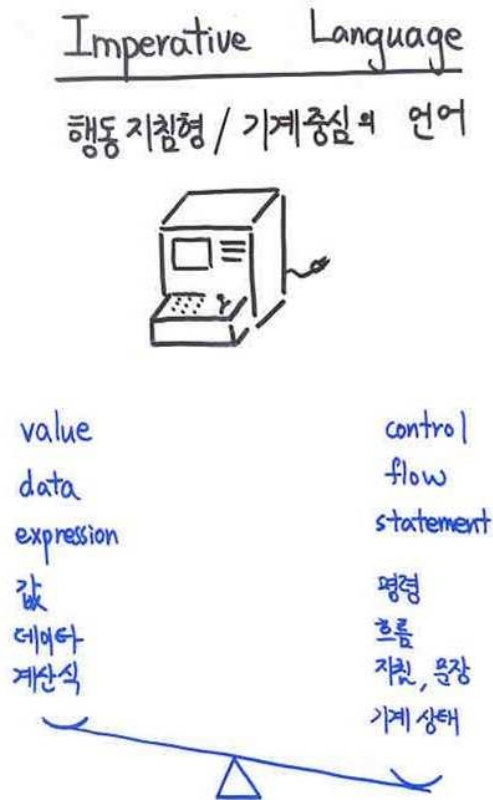 Imperative Language
행동지침형 / 기계중심의 언어
value
data
expression
값
데이타
계산식
control
flow
statement
명령
흐름
지침, 문장
기계 상태